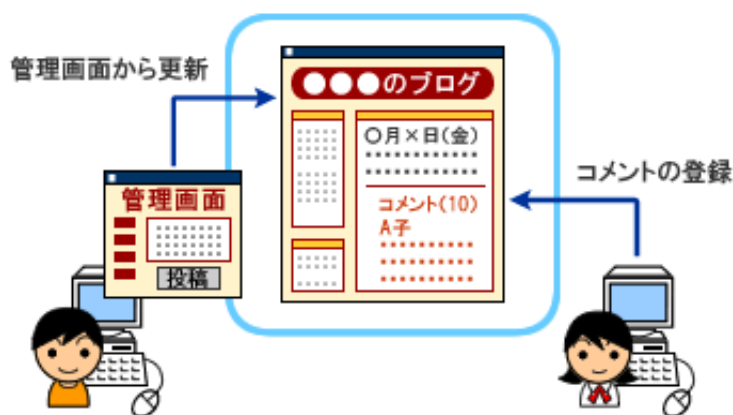 管理画面から更新
●●●のブログ
〇月×日(金)
コメント(10)
A子
管理画面
投稿
コメントの登録